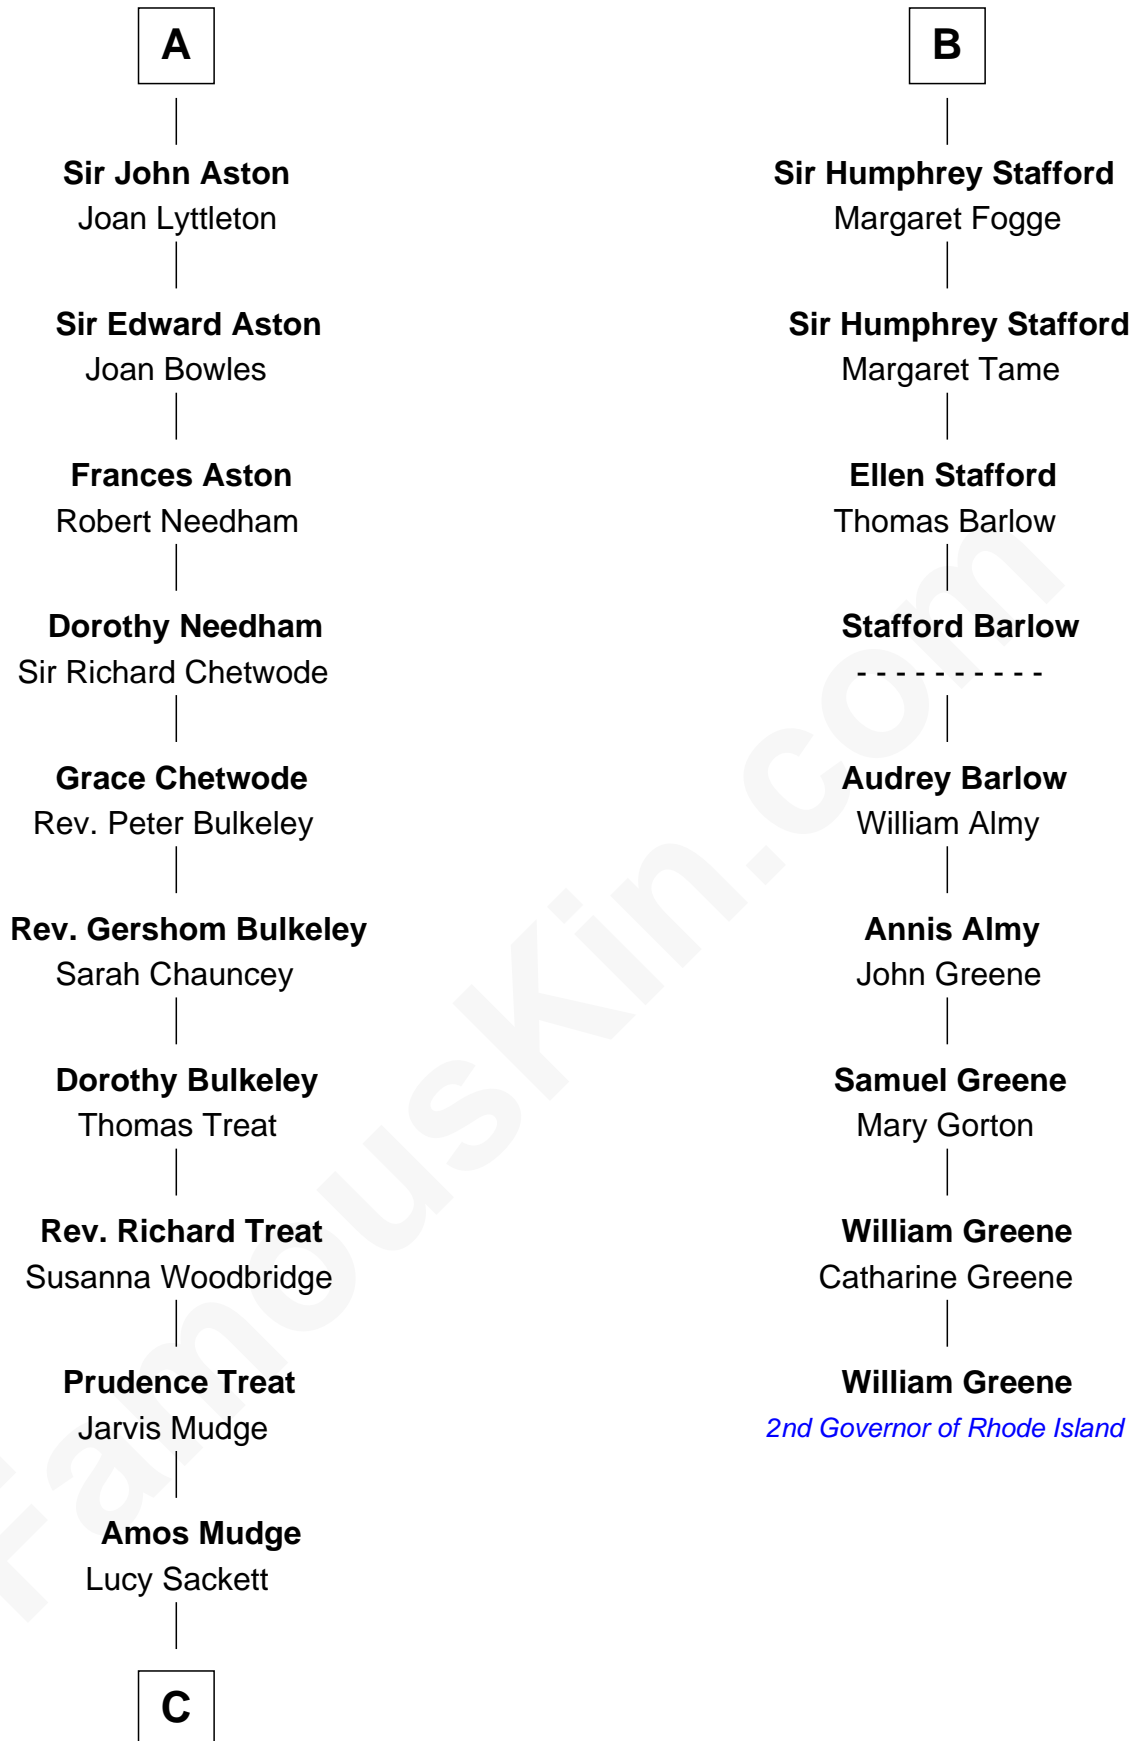 A
Sir John Aston
Joan Lyttleton
Sir Edward Aston
Joan Bowles
Frances Aston
Robert Needham
Dorothy Needham
Sir Richard Chetwode
Grace Chetwode
Rev. Peter Bulkeley
Rev. Gershom Bulkeley
Sarah Chauncey
Dorothy Bulkeley
Thomas Treat
Rev. Richard Treat
Susanna Woodbridge
Prudence Treat
Jarvis Mudge
Amos Mudge
Lucy Sackett
C
B
Sir Humphrey Stafford
Margaret Fogge
Sir Humphrey Stafford
Margaret Tame
Ellen Stafford
Thomas Barlow
Stafford Barlow
- - - - - - - - - -
Audrey Barlow
William Almy
Annis Almy
John Greene
Samuel Greene
Mary Gorton
William Greene
Catharine Greene
William Greene
2nd Governor of Rhode Island
FamousKin.com